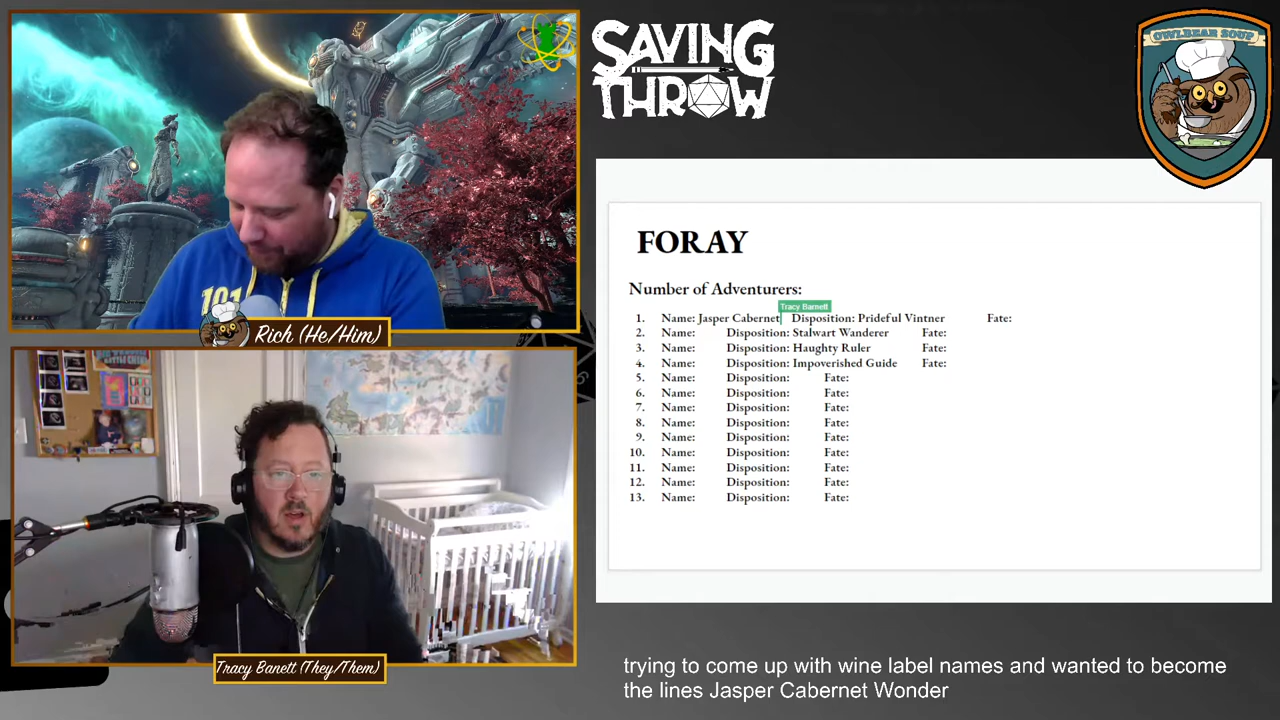 SAVING
THROW
OWLBEAR SOUP
FORAY
Number of Adventurers:
Tracy Barnett
1. Name: Jasper Cabernet Disposition: Prideful Vintner Fate:
2. Name: Disposition: Stalwart Wanderer Fate:
3. Name: Disposition: Haughty Ruler Fate:
4. Name: Disposition: Impoverished Guide Fate:
5. Name: Disposition: Fate:
6. Name: Disposition: Fate:
7. Name: Disposition: Fate:
8. Name: Disposition: Fate:
9. Name: Disposition: Fate:
10. Name: Disposition: Fate:
11. Name: Disposition: Fate:
12. Name: Disposition: Fate:
13. Name: Disposition: Fate:
101
Rich (He/Him)
Tracy Banett (They/Them)
trying to come up with wine label names and wanted to become
the lines Jasper Cabernet Wonder